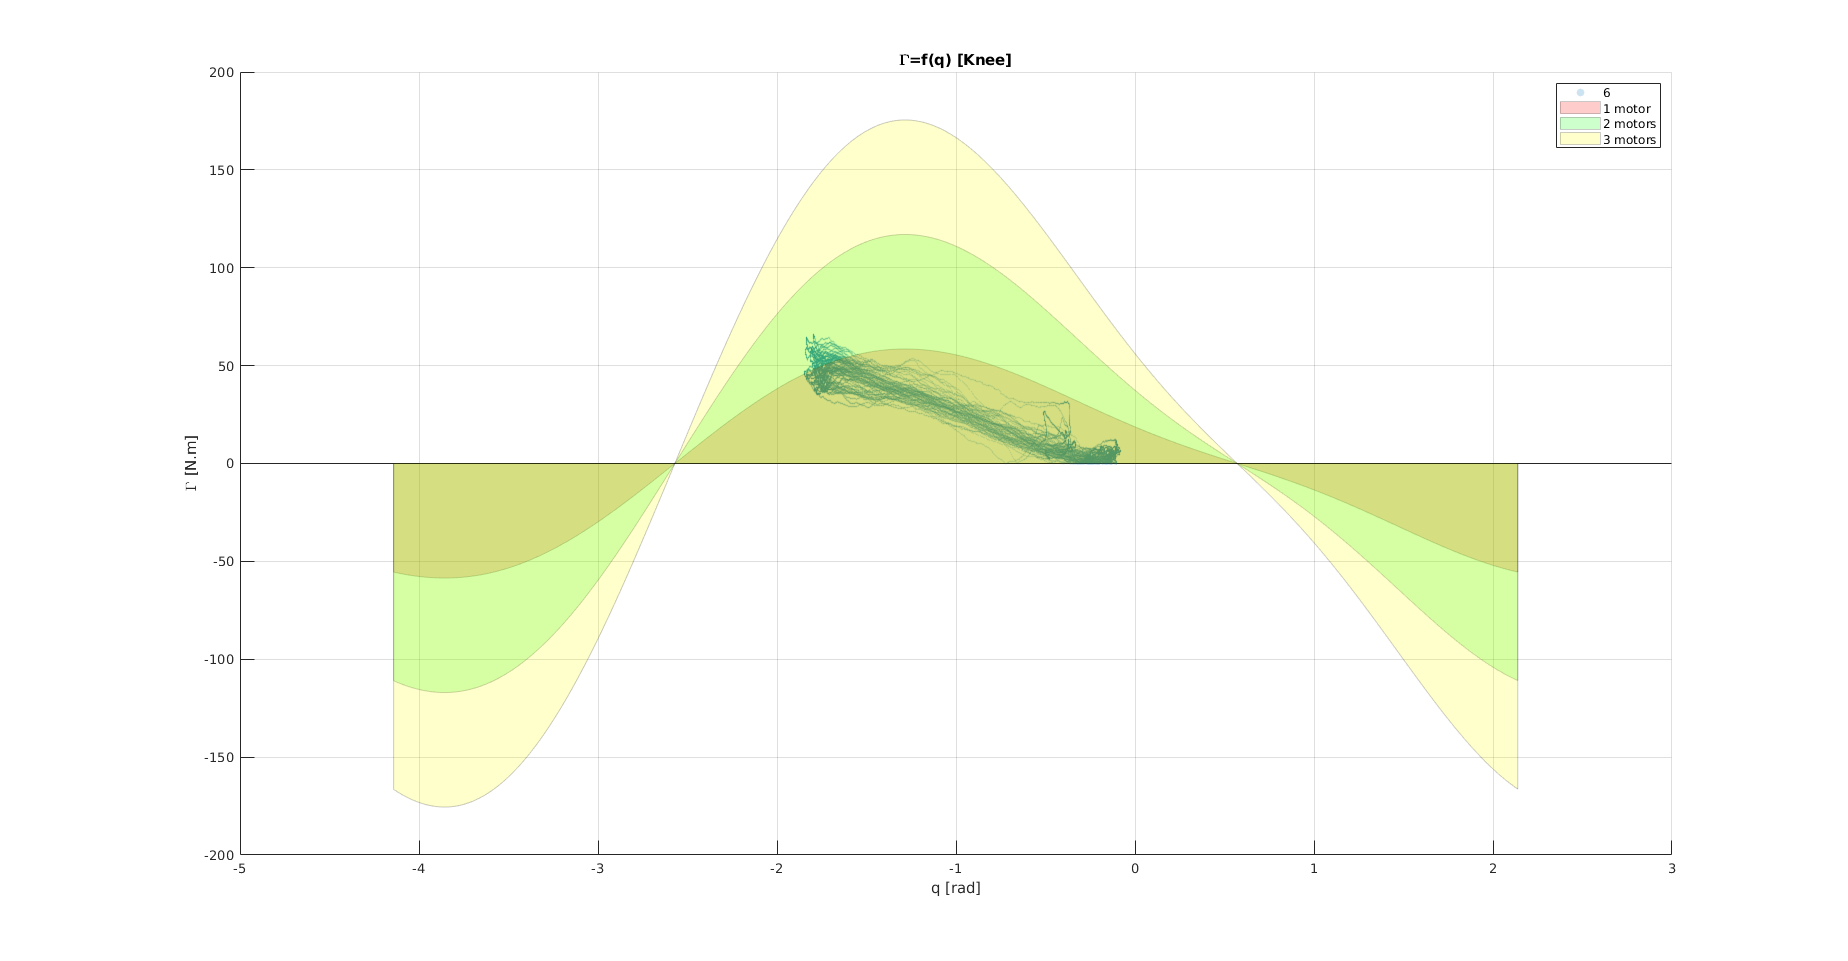 Γ=f(q) [Knee]
6
1 motor
2 motors
3 motors
200
150
100
50
0
-50
-100
-150
-200
Γ [N.m]
-5 -4 -3 -2 -1 0 1 2 3
q [rad]